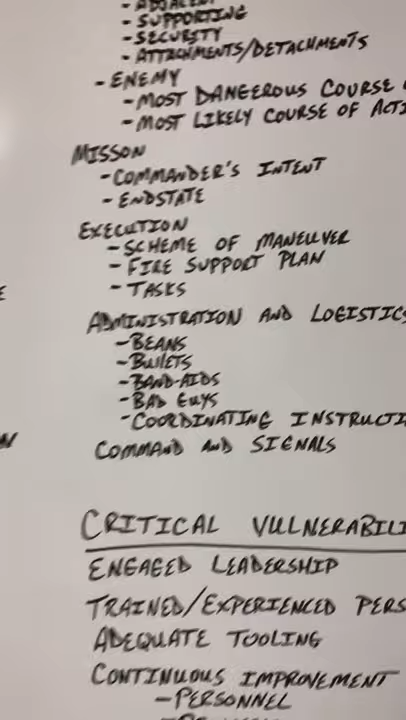 - SUPPORTING
- SECURITY
- ATTACHMENTS/DETACHMENTS
- ENEMY
- MOST DANGEROUS COURSE
- MOST LIKELY COURSE OF ACTI
MISSON
- COMMANDER'S INTENT
- ENDSTATE
EXECUTION
- SCHEME OF MANEUVER
- FIRE SUPPORT PLAN
- TASKS
ADMINISTRATION AND LOGISTICS
- BEANS
- BULLETS
- BAND-AIDS
- BAD GUYS
- COORDINATING INSTRUCTI
COMMAND AND SIGNALS
CRITICAL VULNERABILI
ENGAGED LEADERSHIP
TRAINED/EXPERIENCED PERS
ADEQUATE TOOLING
CONTINUOUS IMPROVEMENT
- PERSONNEL